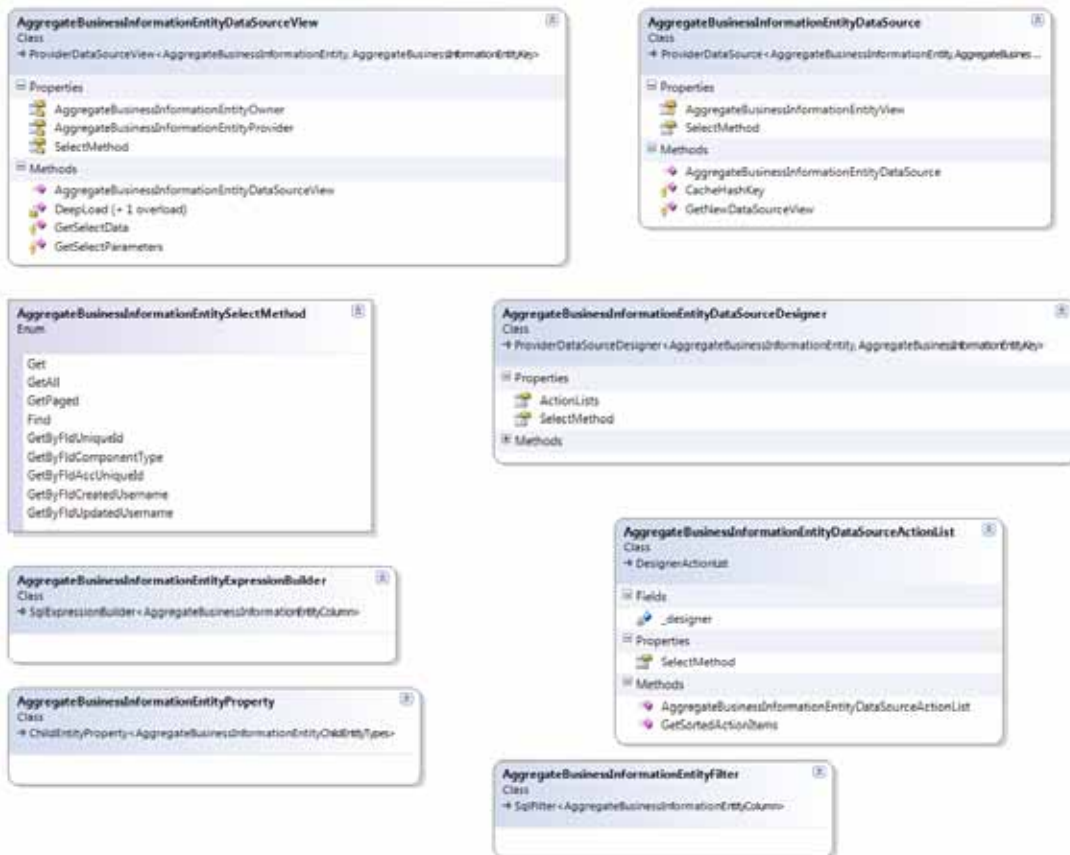 AggregateBusinessInformationEntityDataSourceView
Class
ProviderDataSourceView<AggregateBusinessInformationEntity, AggregateBusinessInformationEntityKey>
Properties
AggregateBusinessInformationEntityOwner
AggregateBusinessInformationEntityProvider
SelectMethod
Methods
AggregateBusinessInformationEntityDataSourceView
DeepLoad (+ 1 overload)
GetSelectData
GetSelectParameters
AggregateBusinessInformationEntityDataSource
Class
ProviderDataSource<AggregateBusinessInformationEntity, AggregateBusines ...
Properties
AggregateBusinessInformationEntityView
SelectMethod
Methods
AggregateBusinessInformationEntityDataSource
CacheHashKey
GetNewDataSourceView
AggregateBusinessInformationEntitySelectMethod
Enum
Get
GetAll
GetPaged
Find
GetByFldUniqueId
GetByFldComponentType
GetByFldAccUniqueId
GetByFldCreatedUsername
GetByFldUpdatedUsername
AggregateBusinessInformationEntityDataSourceDesigner
Class
ProviderDataSourceDesigner<AggregateBusinessInformationEntity, AggregateBusinessInformationEntityKey>
Properties
ActionLists
SelectMethod
Methods
AggregateBusinessInformationEntityDataSourceActionList
Class
DesignerActionList
Fields
_designer
Properties
SelectMethod
Methods
AggregateBusinessInformationEntityDataSourceActionList
GetSortedActionItems
AggregateBusinessInformationEntityExpressionBuilder
Class
SqlExpressionBuilder<AggregateBusinessInformationEntityColumn>
AggregateBusinessInformationEntityProperty
Class
ChildEntityProperty<AggregateBusinessInformationEntityChildEntityTypes>
AggregateBusinessInformationEntityFilter
Class
SqlFilter<AggregateBusinessInformationEntityColumn>